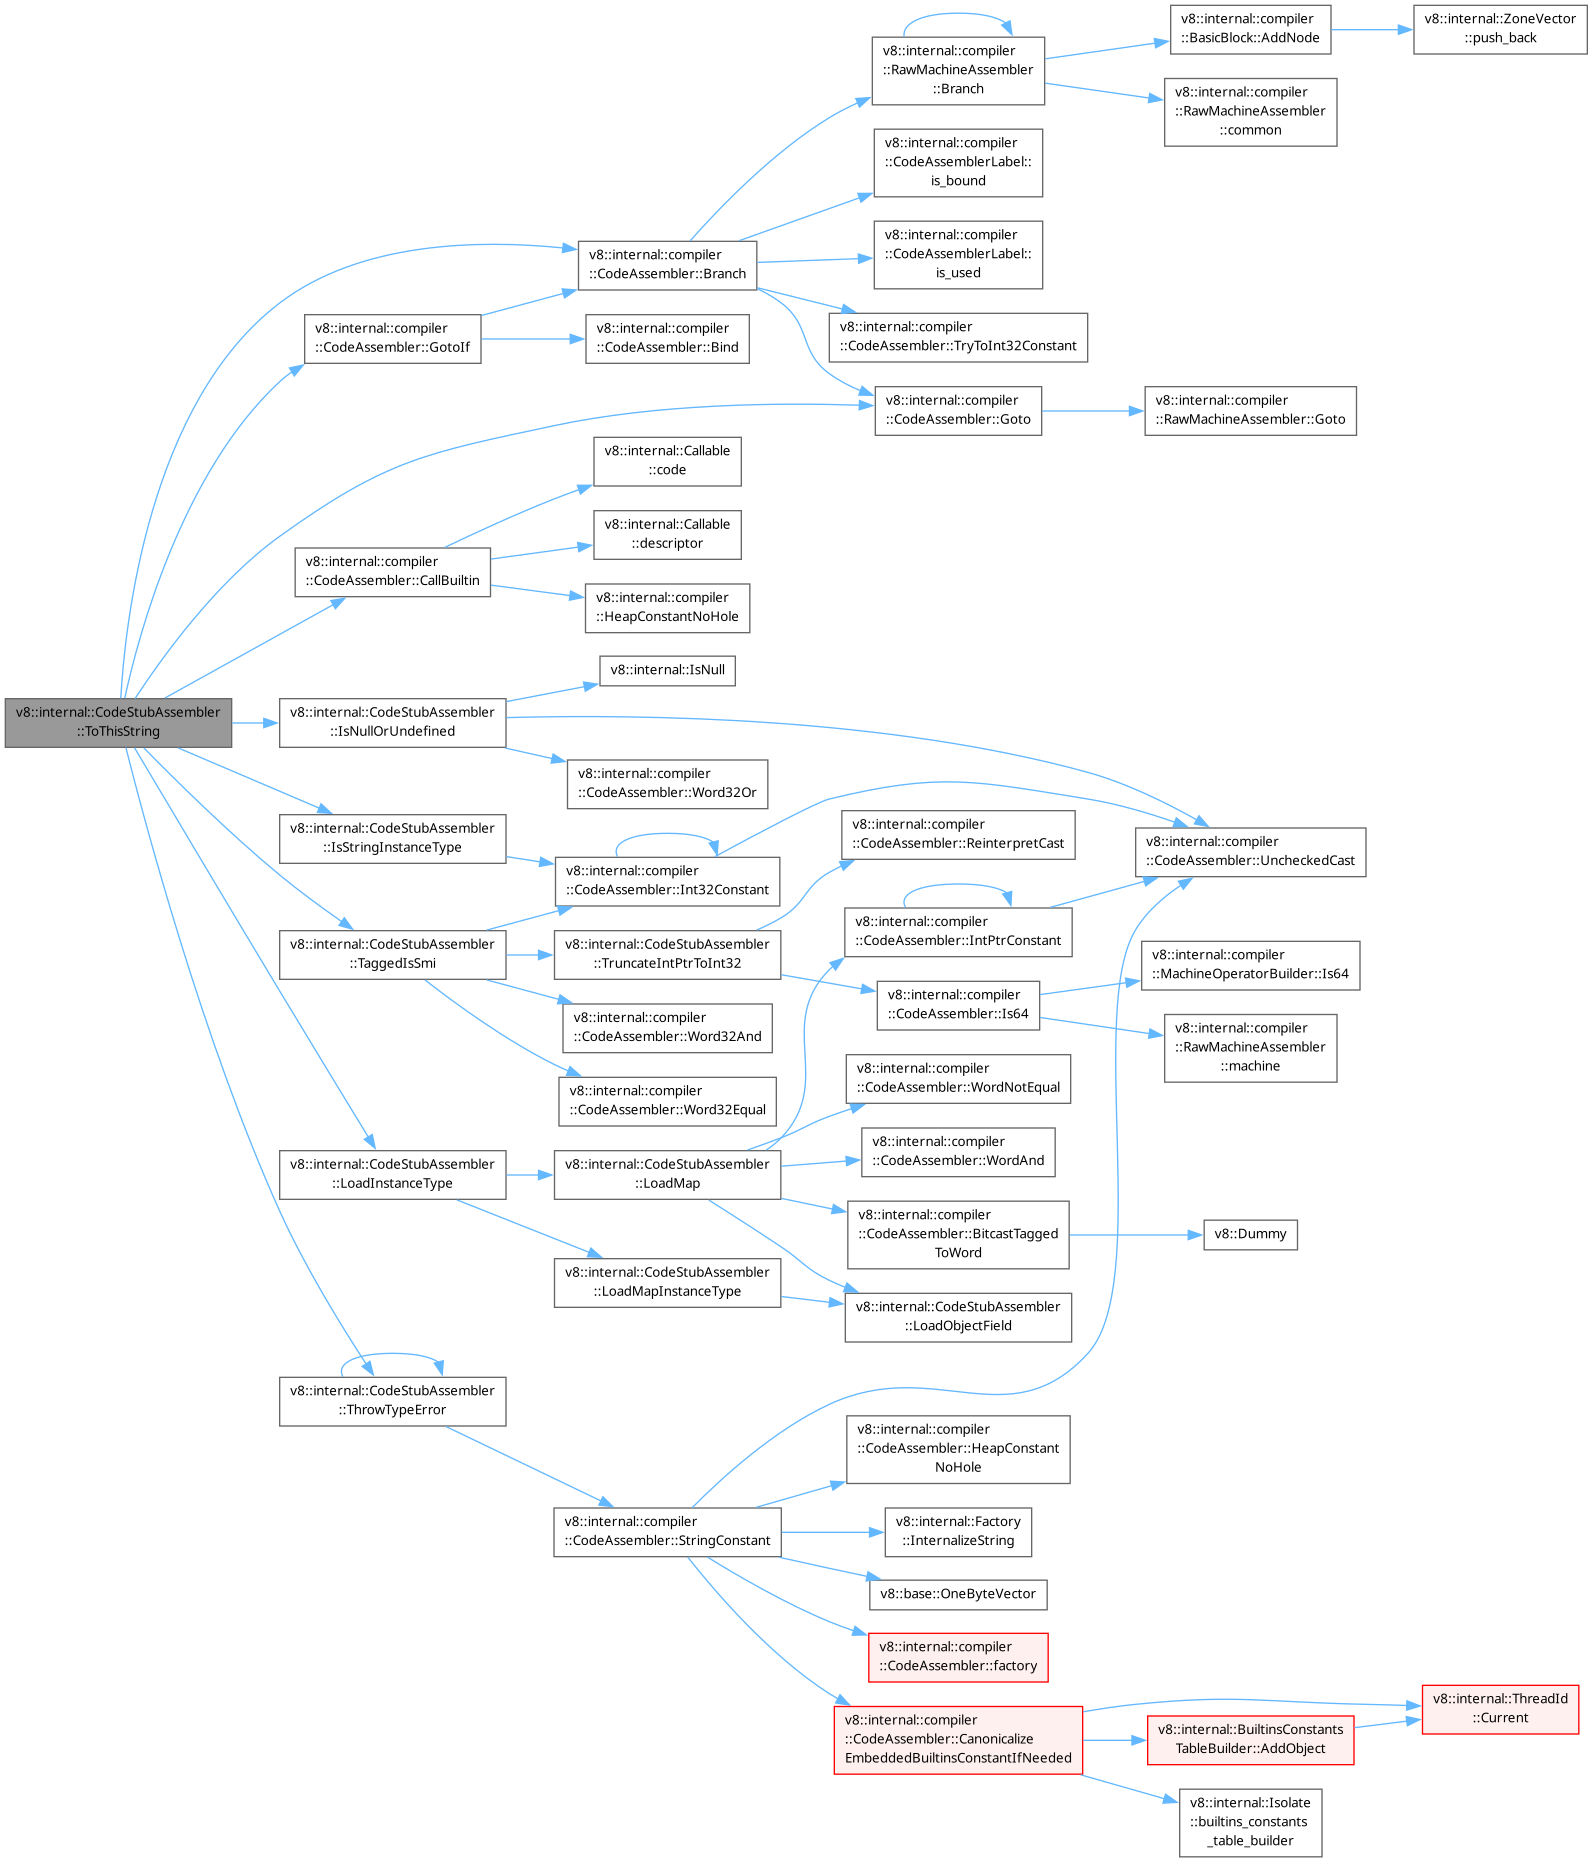 v8::internal::CodeStubAssembler
::ToThisString
v8::internal::compiler
::CodeAssembler::GotoIf
v8::internal::compiler
::CodeAssembler::CallBuiltin
v8::internal::CodeStubAssembler
::IsNullOrUndefined
v8::internal::CodeStubAssembler
::IsStringInstanceType
v8::internal::CodeStubAssembler
::TaggedIsSmi
v8::internal::CodeStubAssembler
::LoadInstanceType
v8::internal::CodeStubAssembler
::ThrowTypeError
v8::internal::compiler
::CodeAssembler::Branch
v8::internal::compiler
::CodeAssembler::Bind
v8::internal::Callable
::code
v8::internal::Callable
::descriptor
v8::internal::compiler
::HeapConstantNoHole
v8::internal::IsNull
v8::internal::compiler
::CodeAssembler::Word32Or
v8::internal::compiler
::CodeAssembler::Int32Constant
v8::internal::CodeStubAssembler
::TruncateIntPtrToInt32
v8::internal::compiler
::CodeAssembler::Word32And
v8::internal::compiler
::CodeAssembler::Word32Equal
v8::internal::CodeStubAssembler
::LoadMap
v8::internal::CodeStubAssembler
::LoadMapInstanceType
v8::internal::compiler
::CodeAssembler::StringConstant
v8::internal::compiler
::RawMachineAssembler
::Branch
v8::internal::compiler
::CodeAssemblerLabel::
is_bound
v8::internal::compiler
::CodeAssemblerLabel::
is_used
v8::internal::compiler
::CodeAssembler::TryToInt32Constant
v8::internal::compiler
::CodeAssembler::Goto
v8::internal::compiler
::CodeAssembler::ReinterpretCast
v8::internal::compiler
::CodeAssembler::IntPtrConstant
v8::internal::compiler
::CodeAssembler::Is64
v8::internal::compiler
::CodeAssembler::WordNotEqual
v8::internal::compiler
::CodeAssembler::WordAnd
v8::internal::compiler
::CodeAssembler::BitcastTagged
ToWord
v8::internal::CodeStubAssembler
::LoadObjectField
v8::internal::compiler
::CodeAssembler::HeapConstant
NoHole
v8::internal::Factory
::InternalizeString
v8::base::OneByteVector
v8::internal::compiler
::CodeAssembler::factory
v8::internal::compiler
::CodeAssembler::Canonicalize
EmbeddedBuiltinsConstantIfNeeded
v8::internal::compiler
::BasicBlock::AddNode
v8::internal::compiler
::RawMachineAssembler
::common
v8::internal::compiler
::RawMachineAssembler::Goto
v8::internal::compiler
::CodeAssembler::UncheckedCast
v8::internal::compiler
::MachineOperatorBuilder::Is64
v8::internal::compiler
::RawMachineAssembler
::machine
v8::Dummy
v8::internal::BuiltinsConstants
TableBuilder::AddObject
v8::internal::Isolate
::builtins_constants
_table_builder
v8::internal::ZoneVector
::push_back
v8::internal::ThreadId
::Current